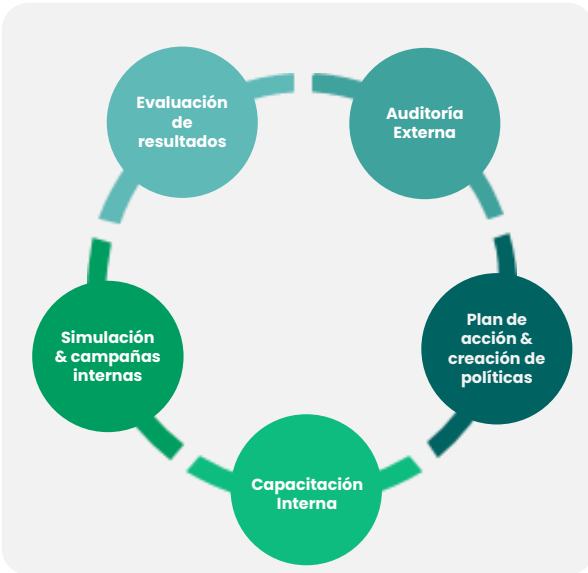 Evaluación
de
resultados
Auditoría
Externa
Plan de
acción &
creación de
políticas
Capacitación
Interna
Simulación
& campañas
internas